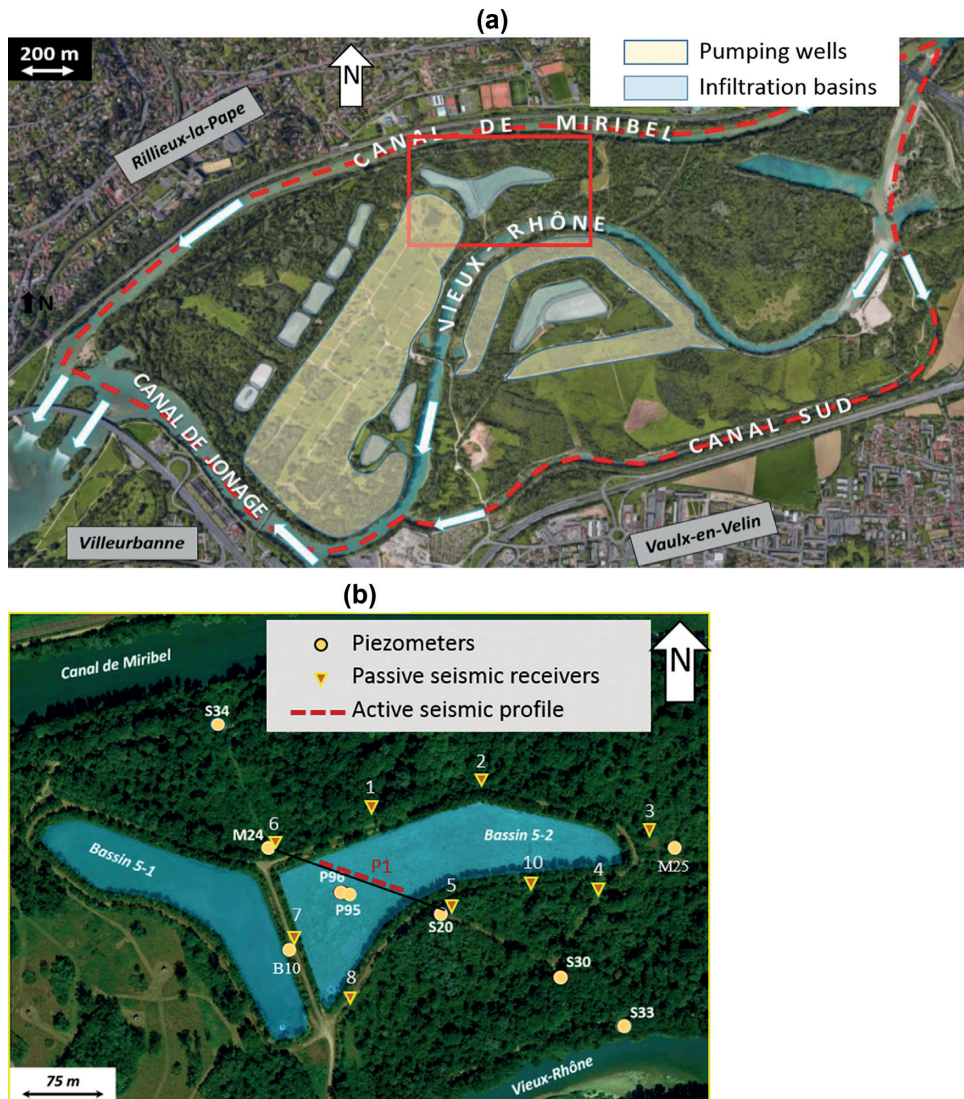 (a)
200 m
N
Pumping wells
Infiltration basins
Rillieux-la-Pape
CANAL DE MIRIBEL
VIEUX-RHÔNE
N
CANAL DE JONAGE
CANAL SUD
Villeurbanne
Vaulx-en-Velin
(b)
Canal de Miribel
Piezometers
Passive seismic receivers
Active seismic profile
N
S34
2
1
3
6
M24
Bassin 5-2
M25
Bassin 5-1
P1
10
4
P96
P95
5
S20
7
B10
S30
8
S33
Vieux-Rhône
75 m